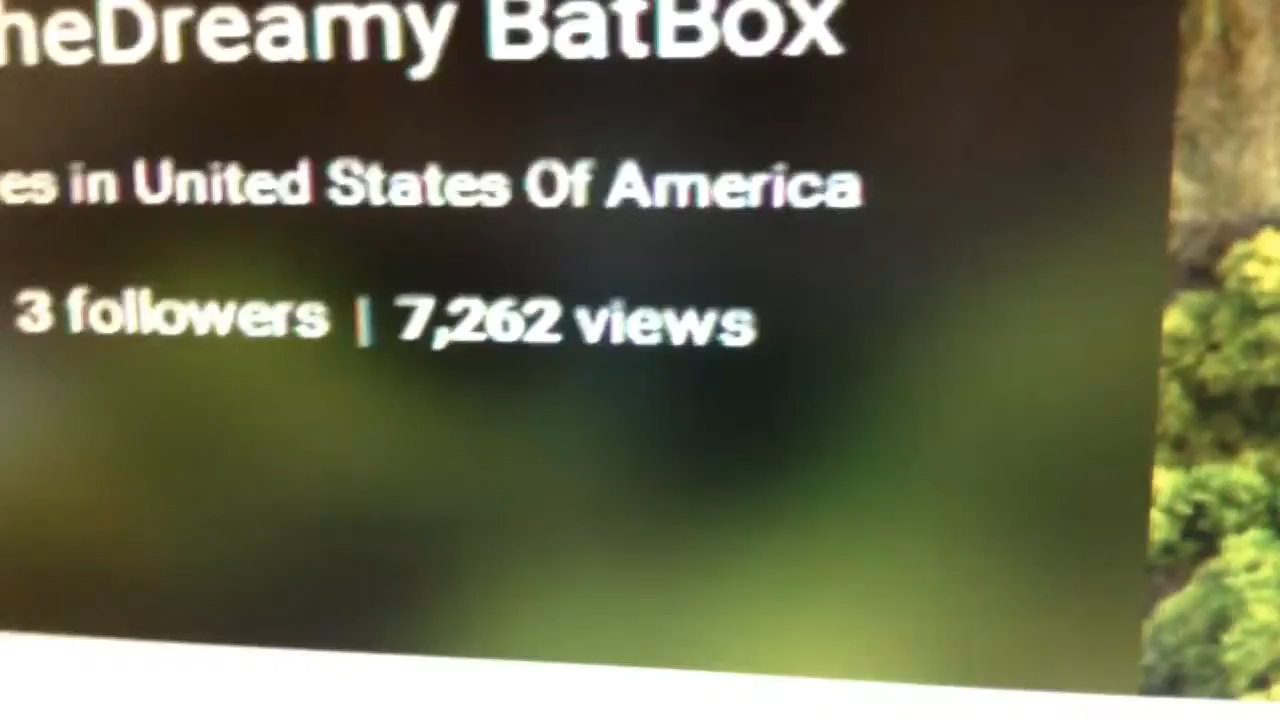 heDreamy BatBox
es in United States Of America
3 followers | 7,262 views